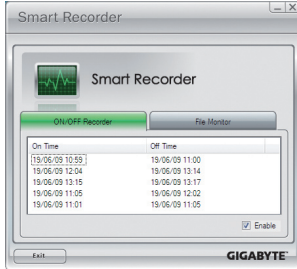 Smart Recorder
Smart Recorder
ON/OFF Recorder File Monitor
On Time Off Time
19/06/09 10:59 19/06/09 11:00
19/06/09 12:04 19/06/09 13:14
19/06/09 13:15 19/06/09 13:17
19/06/09 11:05 19/06/09 12:02
19/06/09 11:01 19/06/09 11:05
Enable
Exit GIGABYTE